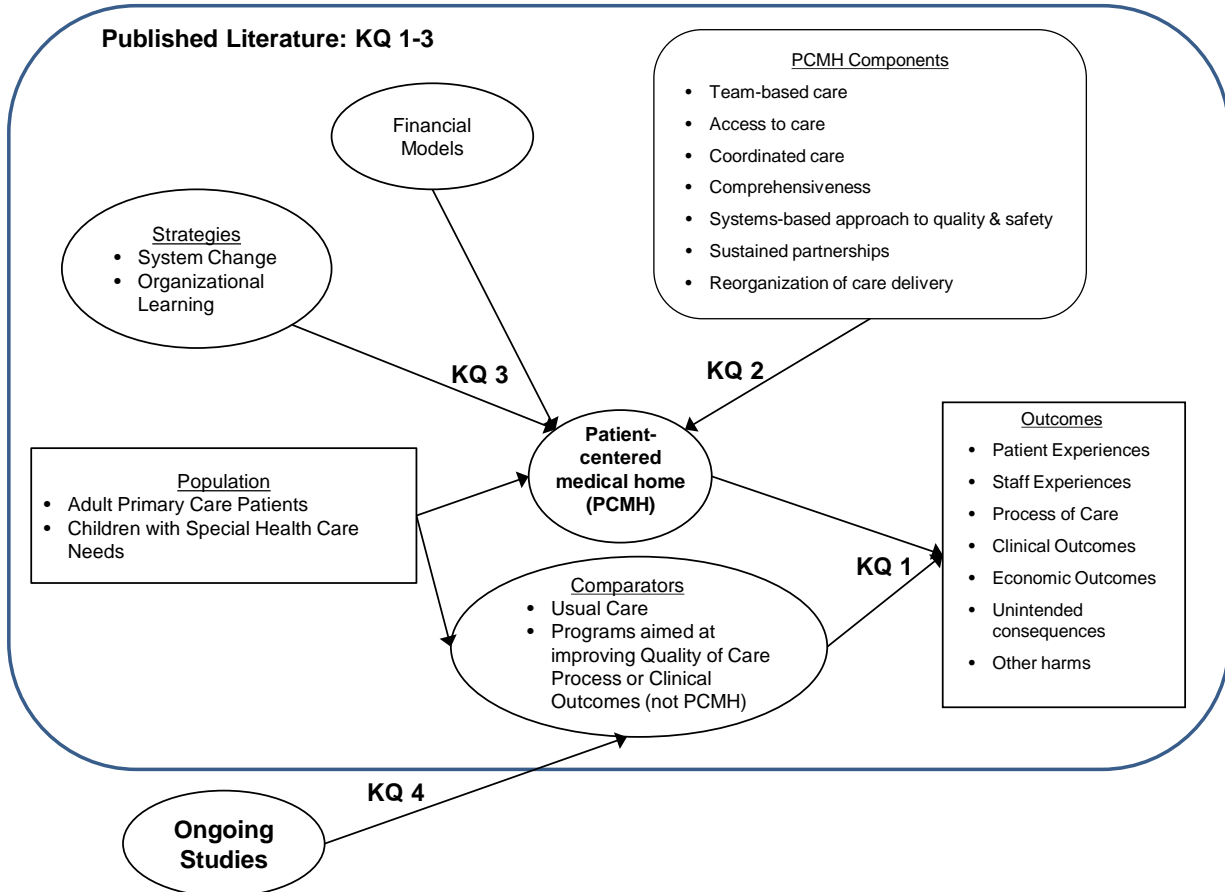 Published Literature: KQ 1-3
PCMH Components
• Team-based care
• Access to care
• Coordinated care
• Comprehensiveness
• Systems-based approach to quality & safety
• Sustained partnerships
• Reorganization of care delivery
Financial
Models
Strategies
• System Change
• Organizational
Learning
KQ 3
KQ 2
Patient-
centered
medical home
(PCMH)
Population
• Adult Primary Care Patients
• Children with Special Health Care
Needs
Comparators
• Usual Care
• Programs aimed at
improving Quality of Care
Process or Clinical
Outcomes (not PCMH)
KQ 1
Outcomes
• Patient Experiences
• Staff Experiences
• Process of Care
• Clinical Outcomes
• Economic Outcomes
• Unintended
consequences
• Other harms
KQ 4
Ongoing
Studies